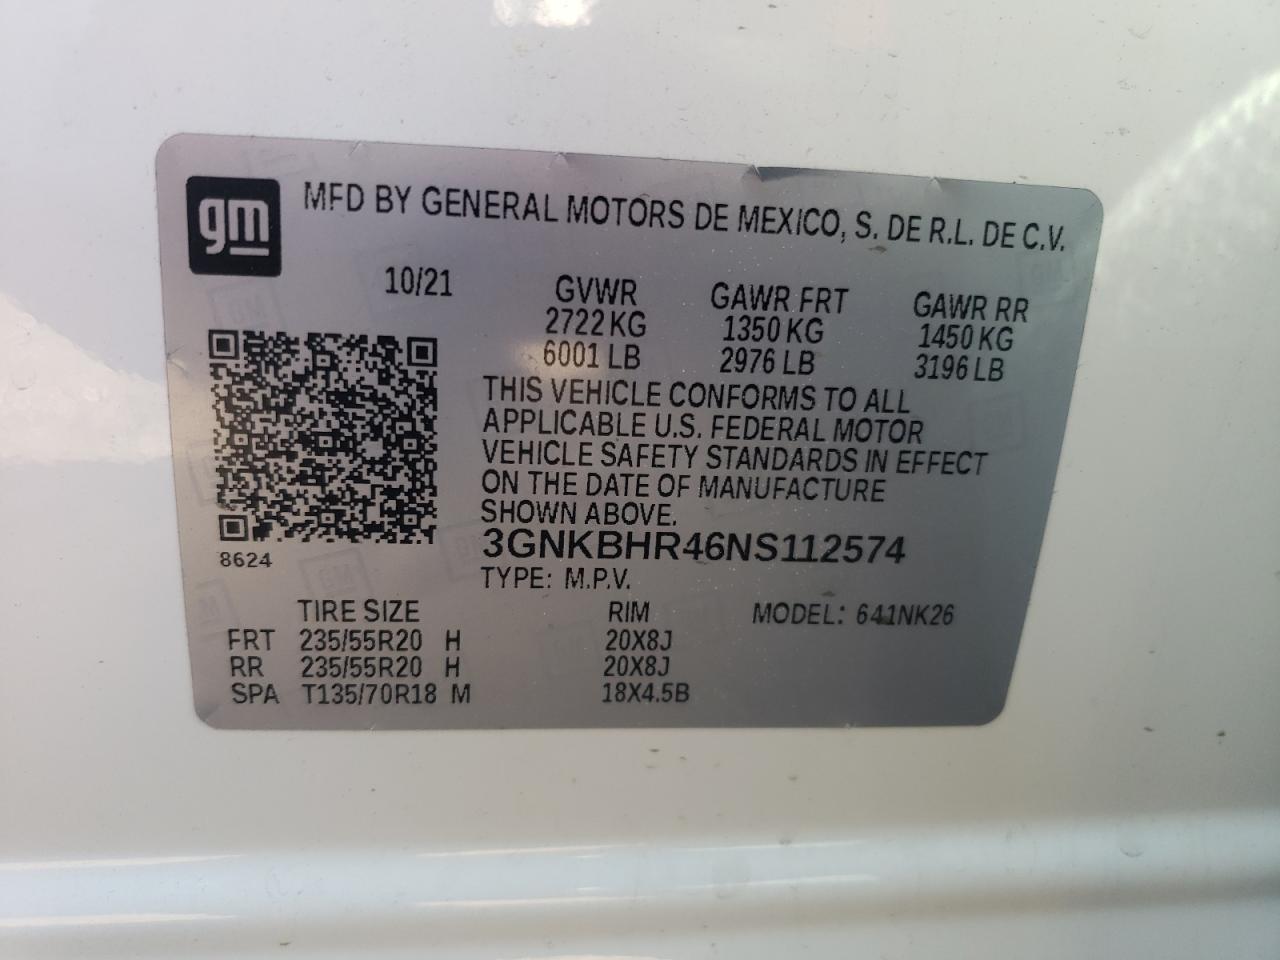 gm
MFD BY GENERAL MOTORS DE MEXICO, S. DE R.L. DE C.V.
10/21
GVWR GAWR FRT GAWR RR
2722 KG 1350 KG 1450 KG
6001 LB 2976 LB 3196 LB
THIS VEHICLE CONFORMS TO ALL
APPLICABLE U.S. FEDERAL MOTOR
VEHICLE SAFETY STANDARDS IN EFFECT
ON THE DATE OF MANUFACTURE
SHOWN ABOVE.
8624
3GNKBHR46NS112574
TYPE: M.P.V.
TIRE SIZE RIM MODEL: 641NK26
FRT 235/55R20 H 20X8J
RR 235/55R20 H 20X8J
SPA T135/70R18 M 18X4.5B